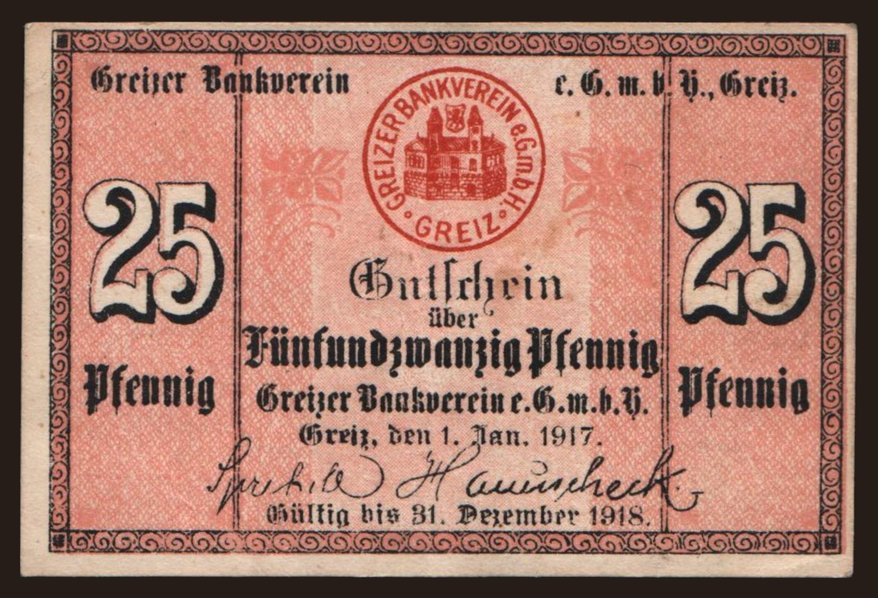 Greizer Bankverein e. G. m. b. H., Greiz.
GREIZER BANKVEREIN e.G.m.b.H.
GREIZ
25 25
Gutschein
über
Fünfundzwanzig Pfennig
Pfennig Pfennig
Greizer Bankverein e. G. m. b. H.
Greiz, den 1. Jan. 1917.
Gültig bis 31. Dezember 1918.